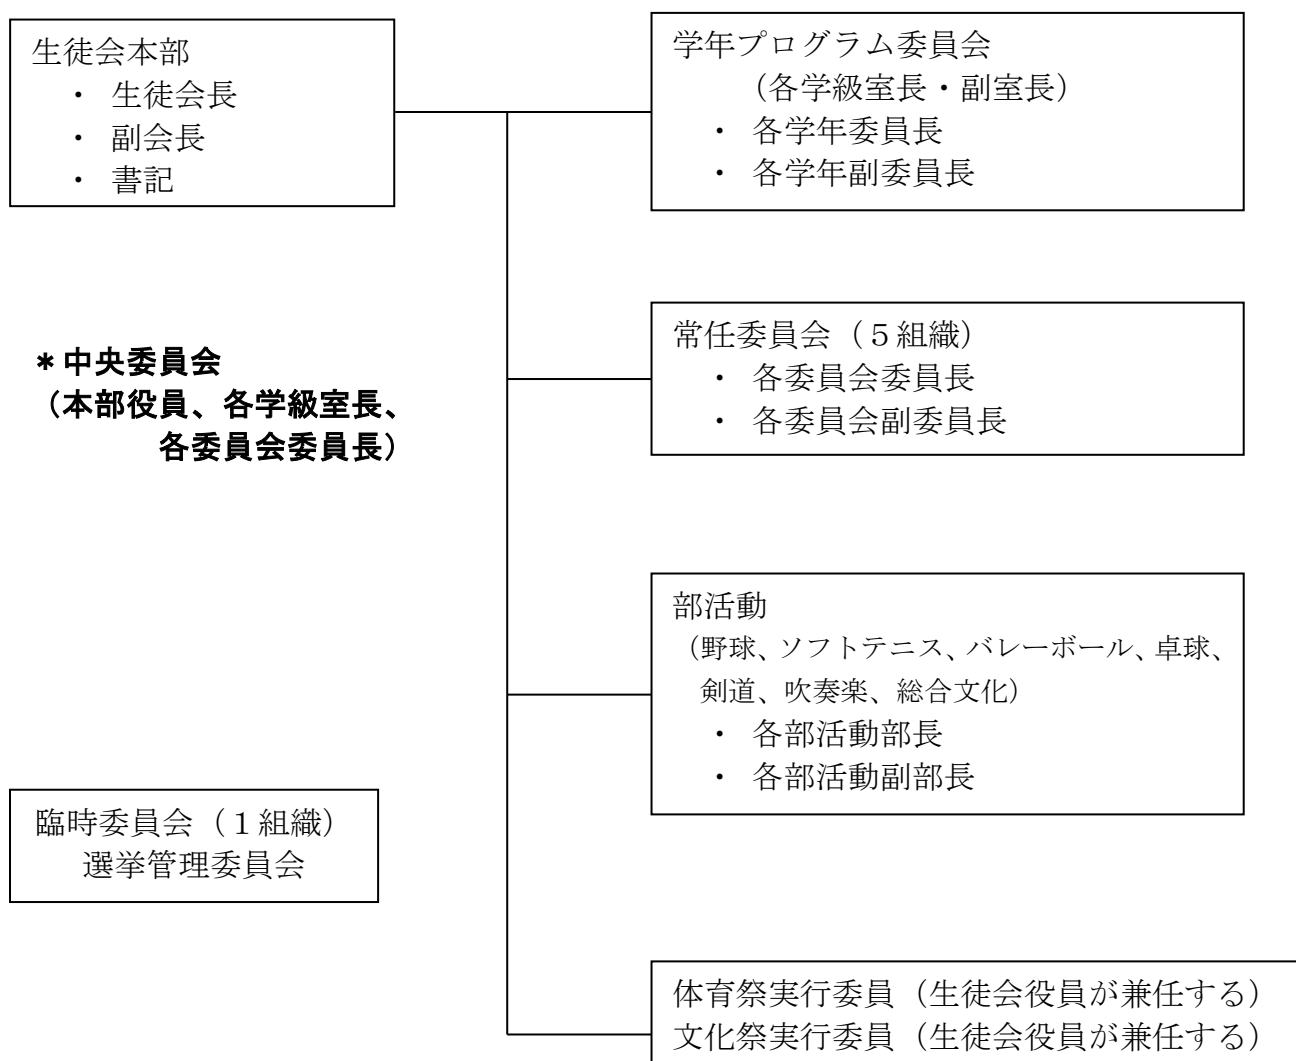 生徒会本部
・ 生徒会長
・ 副会長
・ 書記
学年プログラム委員会
（各学級室長・副室長）
・ 各学年委員長
・ 各学年副委員長
＊中央委員会
（本部役員、各学級室長、
各委員会委員長）
常任委員会（５組織）
・ 各委員会委員長
・ 各委員会副委員長
部活動
（野球、ソフトテニス、バレーボール、卓球、
剣道、吹奏楽、総合文化）
・ 各部活動部長
・ 各部活動副部長
臨時委員会（１組織）
選挙管理委員会
体育祭実行委員（生徒会役員が兼任する）
文化祭実行委員（生徒会役員が兼任する）